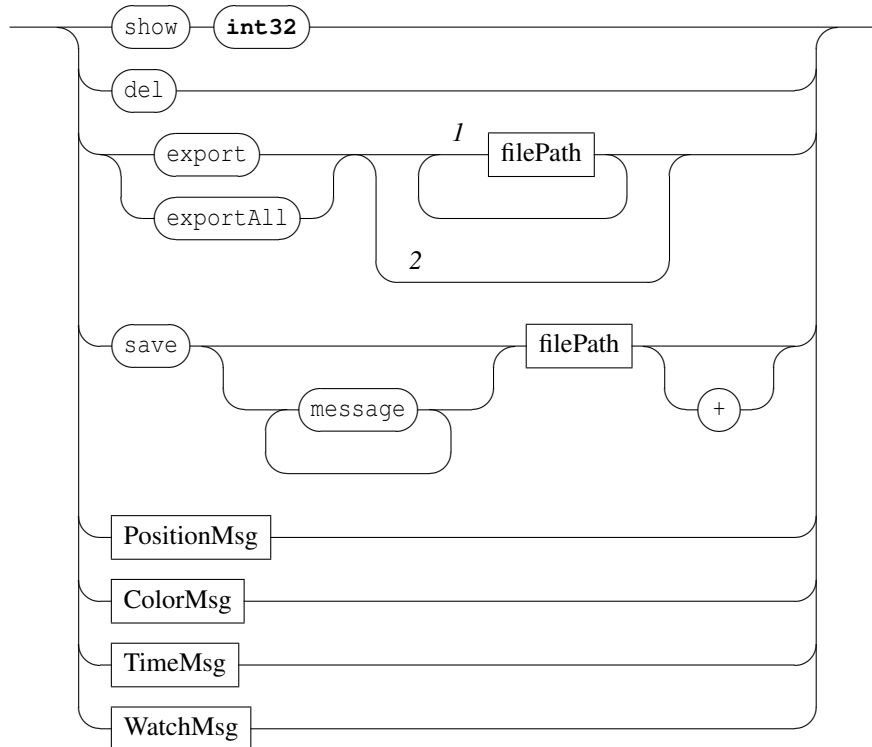 show int32
del
1
export filePath
exportAll
2
save filePath
message +
PositionMsg
ColorMsg
TimeMsg
WatchMsg